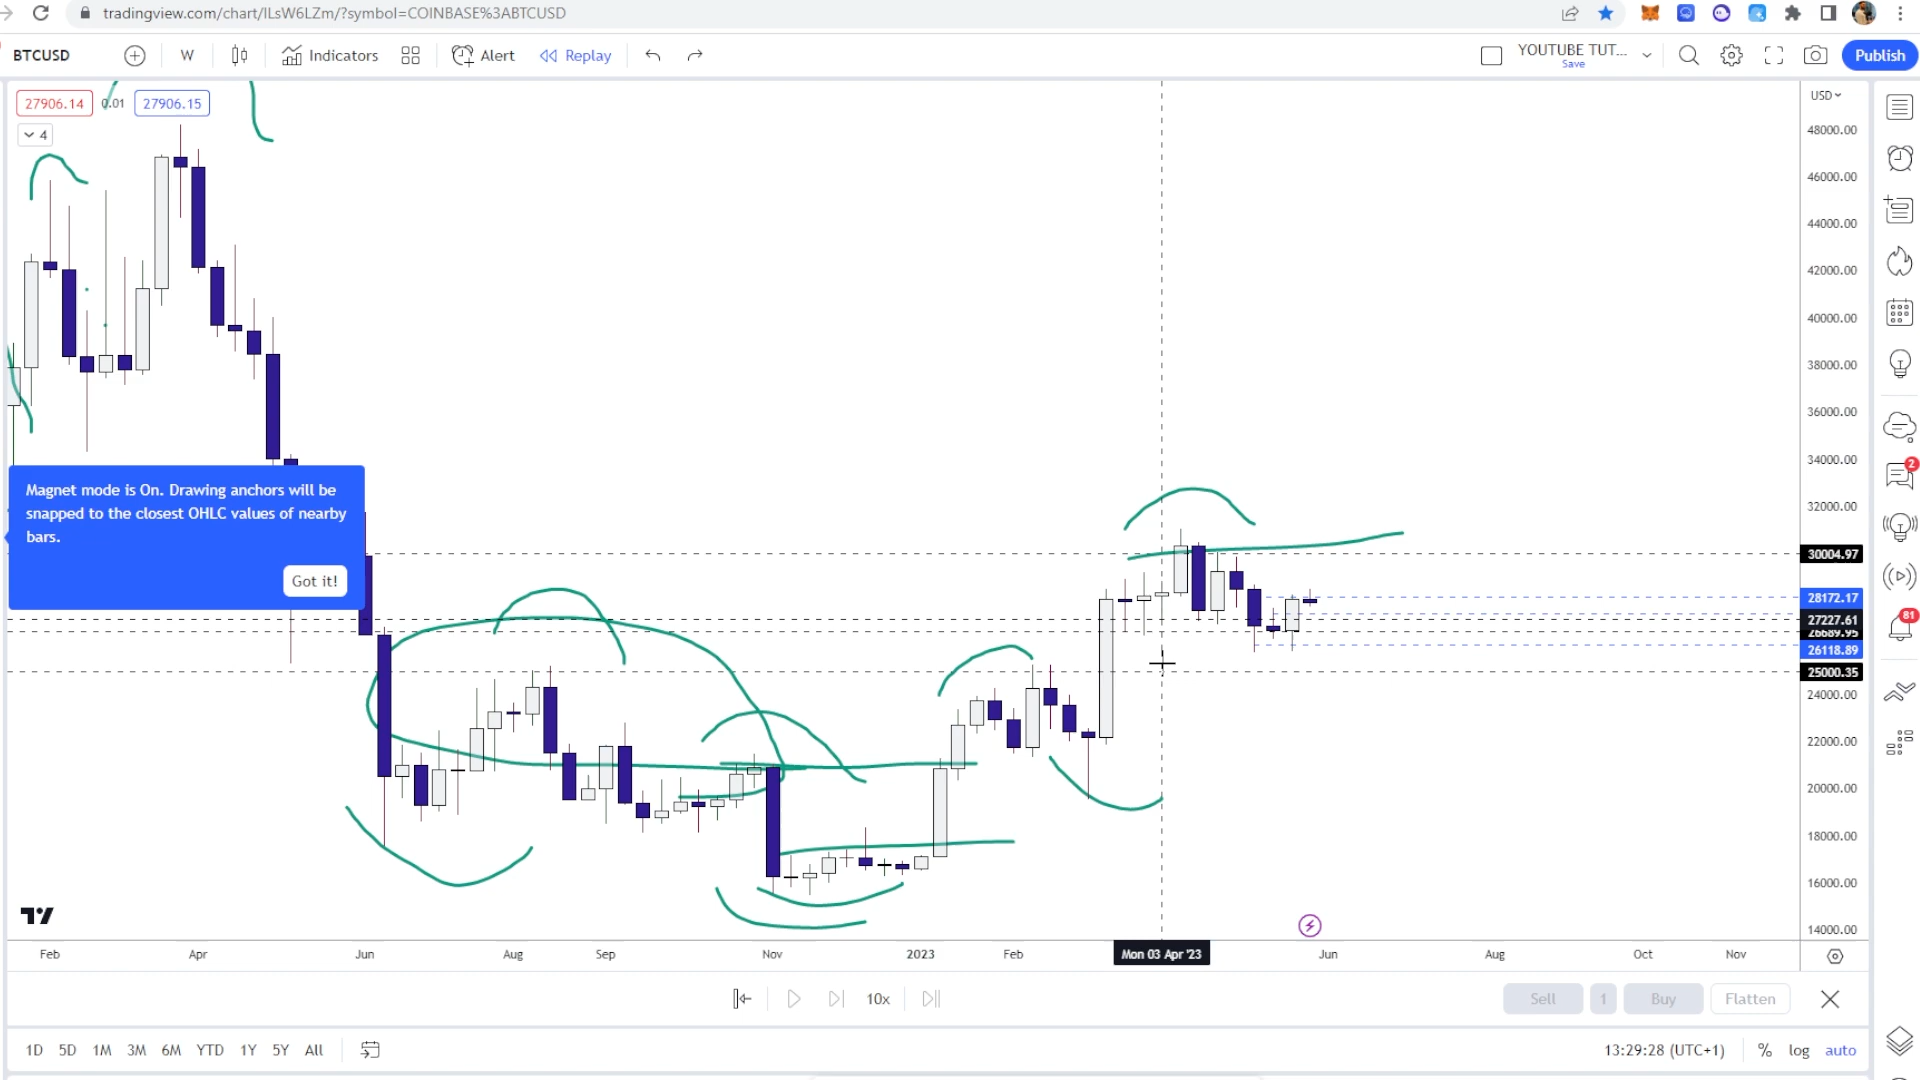 tradingview.com/chart/ILsW6LZm/?symbol=COINBASE%3ABTCUSD
BTCUSD
W
Indicators
Alert
Replay
YOUTUBE TUT...
Save
Publish
27906.14
0.01
27906.15
4
USD
48000.00
46000.00
44000.00
42000.00
40000.00
38000.00
36000.00
34000.00
32000.00
30004.97
28172.17
27227.61
26689.95
26118.89
25000.35
24000.00
22000.00
20000.00
18000.00
16000.00
14000.00
2
81
Magnet mode is On. Drawing anchors will be
snapped to the closest OHLC values of nearby
bars.
Got it!
Feb
Apr
Jun
Aug
Sep
Nov
2023
Feb
Mon 03 Apr '23
Jun
Aug
Oct
Nov
10x
Sell
1
Buy
Flatten
1D
5D
1M
3M
6M
YTD
1Y
5Y
All
13:29:28 (UTC+1)
%
log
auto